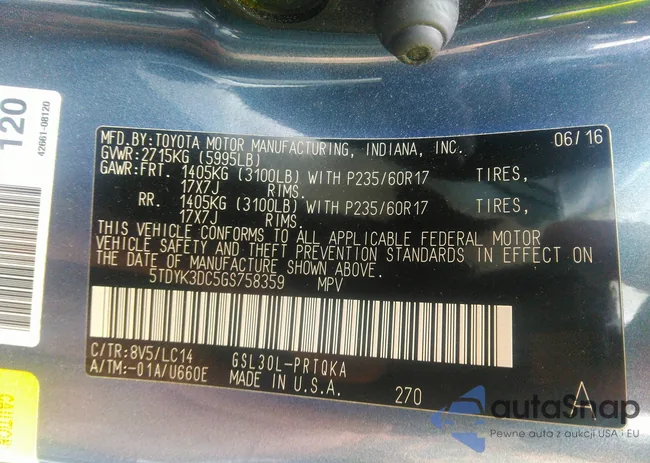 120
42661-08120
MFD.BY:TOYOTA MOTOR MANUFACTURING, INDIANA, INC. 06/16
GVWR:2715KG (5995LB)
GAWR:FRT. 1405KG (3100LB) WITH P235/60R17 TIRES,
17X7J RIMS.
RR. 1405KG (3100LB) WITH P235/60R17 TIRES,
17X7J RIMS.
THIS VEHICLE CONFORMS TO ALL APPLICABLE FEDERAL MOTOR
VEHICLE SAFETY AND THEFT PREVENTION STANDARDS IN EFFECT ON
THE DATE OF MANUFACTURE SHOWN ABOVE.
5TDYK3DC5GS758359 MPV
C/TR:8V5/LC14 GSL30L-PRTQKA
A/TM:-01A/U660E MADE IN U.S.A. 270 A
CAUTION
autoSnap
Pewne auta z aukcji USA i EU